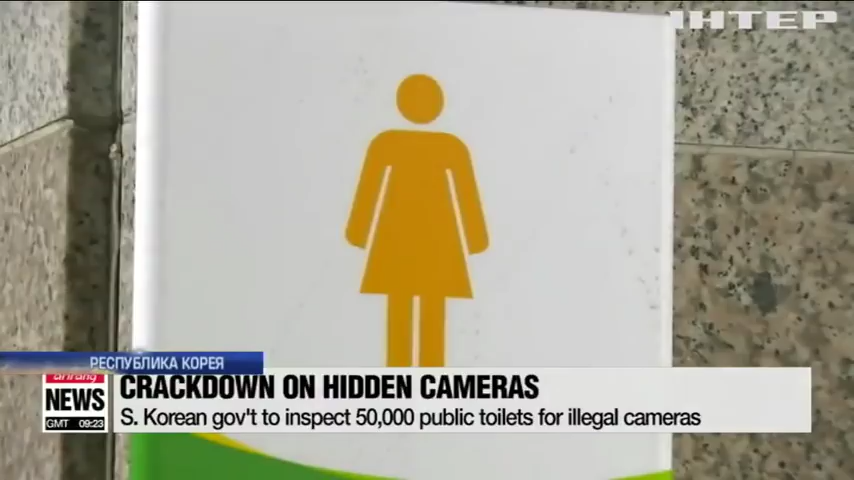 ІНТЕР
РЕСПУБЛИКА КОРЕЯ
arirang
NEWS
GMT 09:23
CRACKDOWN ON HIDDEN CAMERAS
S. Korean gov't to inspect 50,000 public toilets for illegal cameras